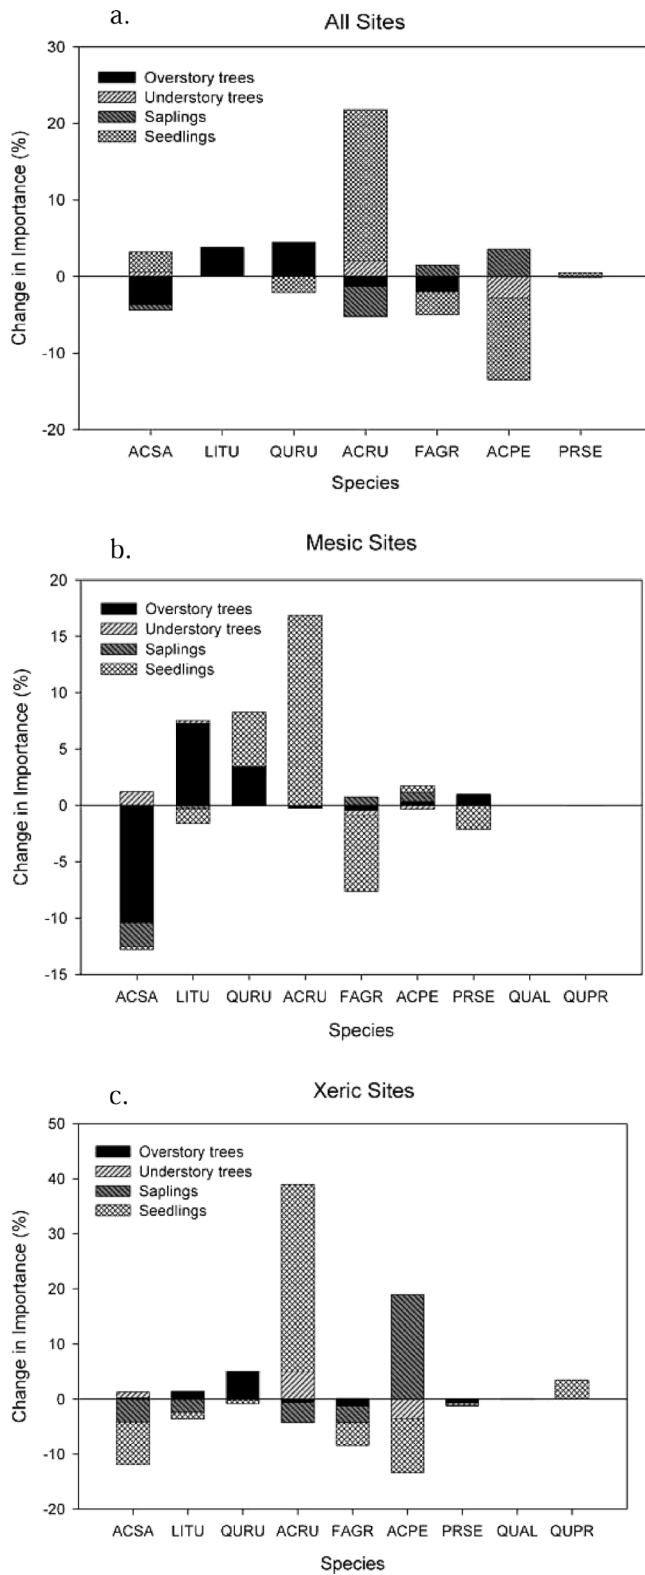 a.
All Sites
Overstory trees
Understory trees
Saplings
Seedlings
Change in Importance (%)
30
20
10
0
-10
-20
ACSA LITU QURU ACRU FAGR ACPE PRSE
Species
b.
Mesic Sites
Overstory trees
Understory trees
Saplings
Seedlings
Change in Importance (%)
20
15
10
5
0
-5
-10
-15
ACSA LITU QURU ACRU FAGR ACPE PRSE QUAL QUPR
Species
c.
Xeric Sites
Overstory trees
Understory trees
Saplings
Seedlings
Change in Importance (%)
50
40
30
20
10
0
-10
-20
ACSA LITU QURU ACRU FAGR ACPE PRSE QUAL QUPR
Species